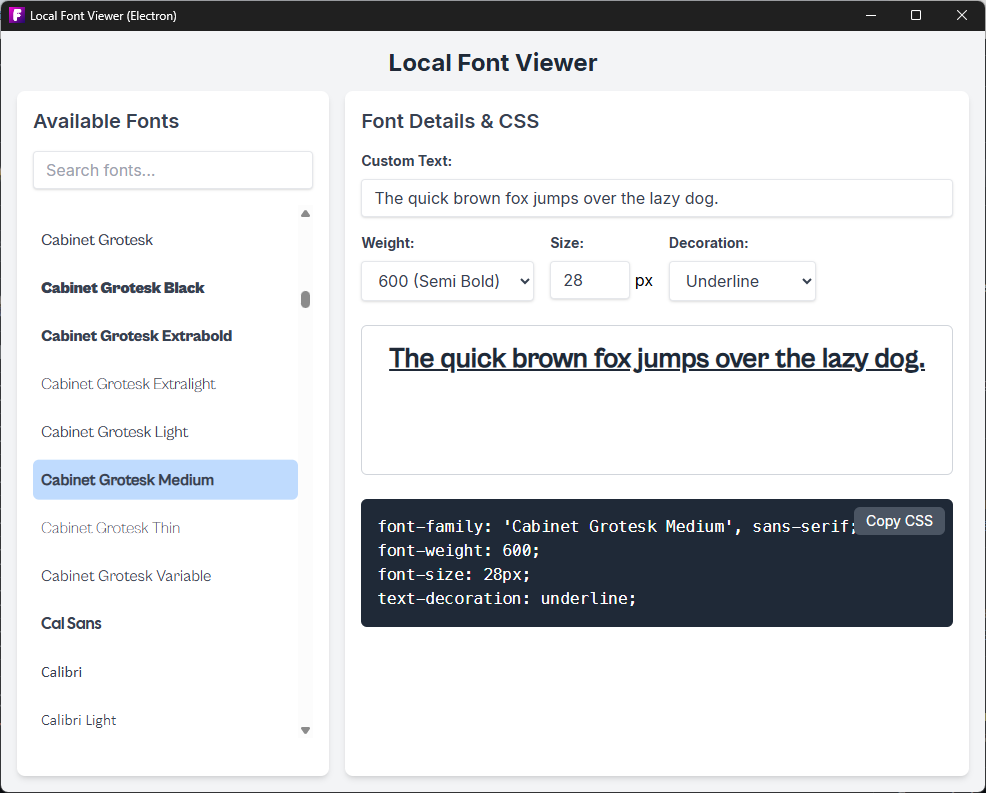 Local Font Viewer (Electron)
Local Font Viewer
Available Fonts
Search fonts...
Cabinet Grotesk
Cabinet Grotesk Black
Cabinet Grotesk Extrabold
Cabinet Grotesk Extralight
Cabinet Grotesk Light
Cabinet Grotesk Medium
Cabinet Grotesk Thin
Cabinet Grotesk Variable
Cal Sans
Calibri
Calibri Light
Font Details & CSS
Custom Text:
The quick brown fox jumps over the lazy dog.
Weight: Size: Decoration:
600 (Semi Bold) 28 px Underline
The quick brown fox jumps over the lazy dog.
Copy CSS
font-family: 'Cabinet Grotesk Medium', sans-serif;
font-weight: 600;
font-size: 28px;
text-decoration: underline;